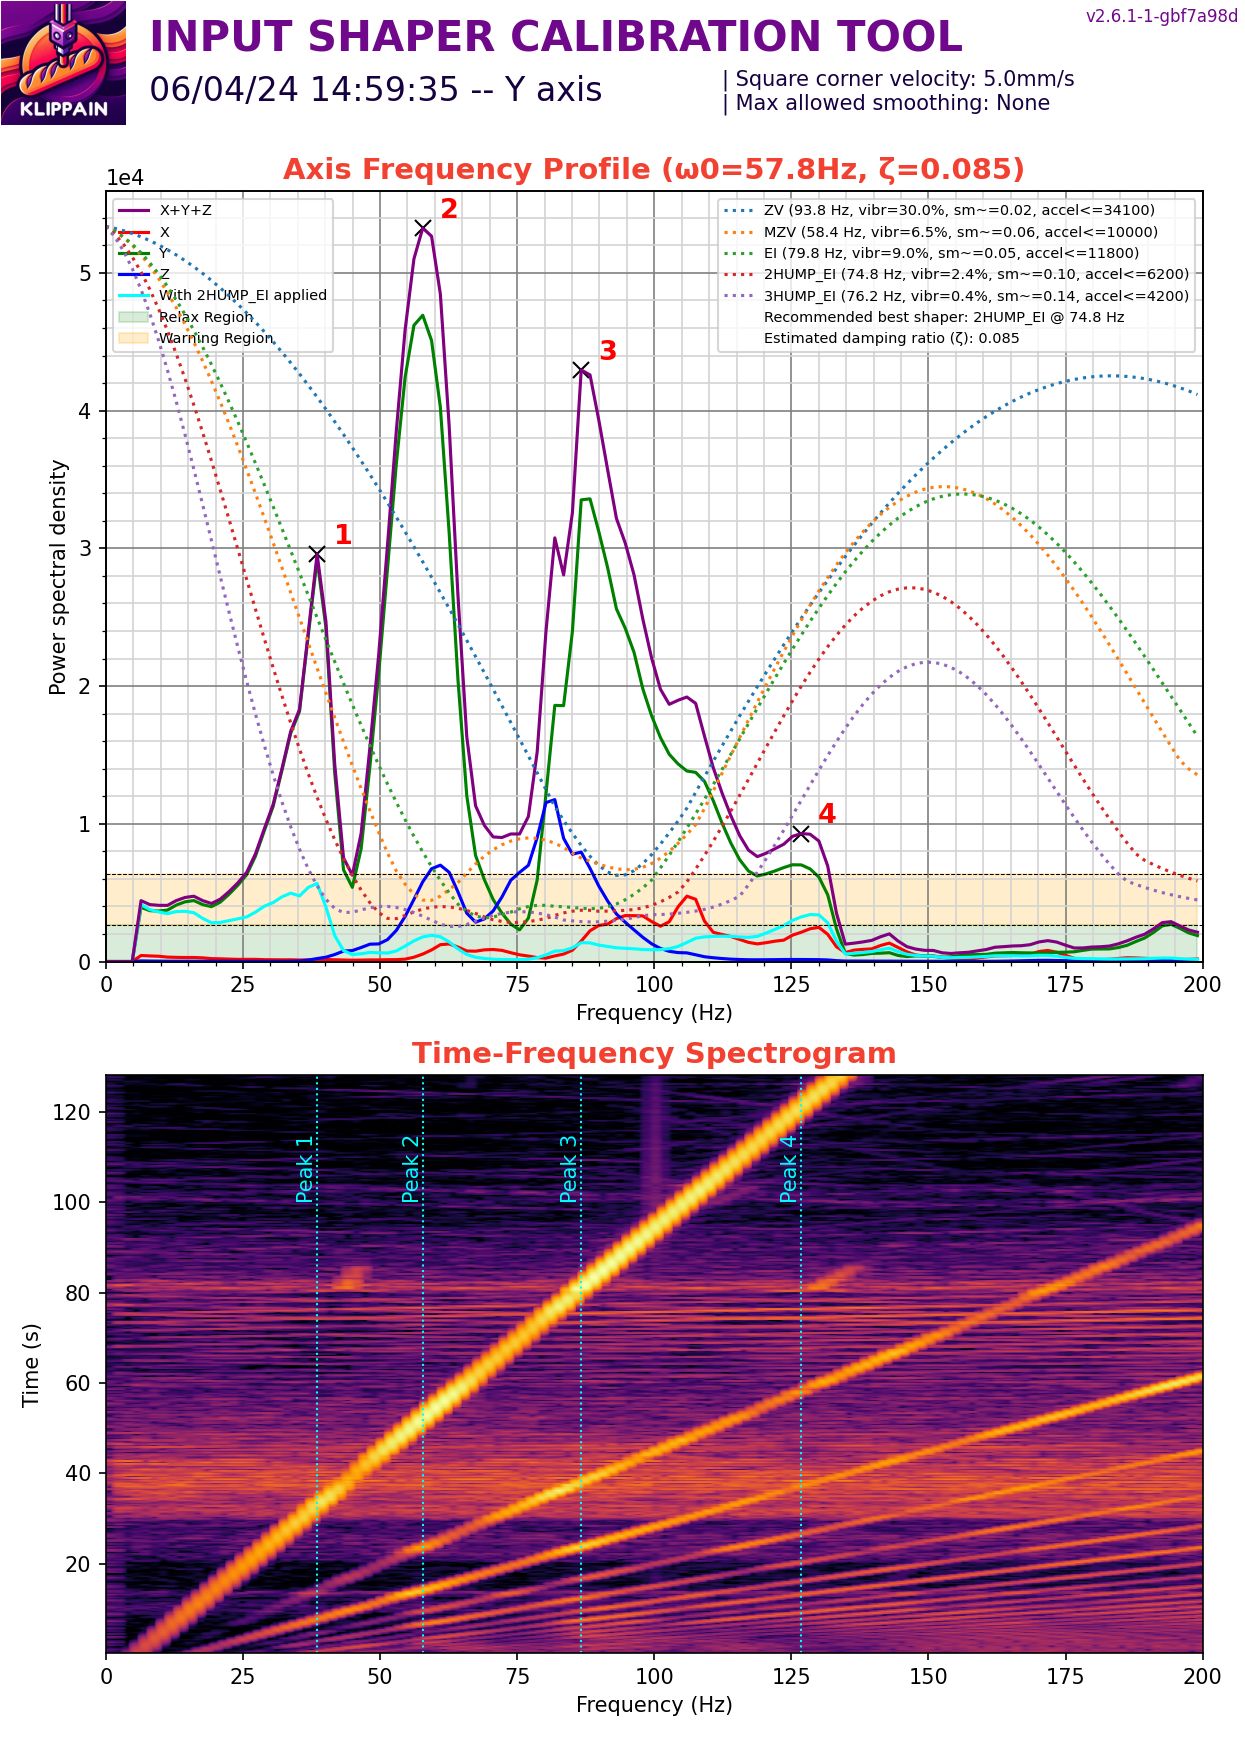 v2.6.1-1-gbf7a98d
INPUT SHAPER CALIBRATION TOOL
06/04/24 14:59:35 -- Y axis
| Square corner velocity: 5.0mm/s
| Max allowed smoothing: None
KLIPPAIN
Axis Frequency Profile (ω0=57.8Hz, ζ=0.085)
1e4
X+Y+Z
X
Y
Z
With 2HUMP_EI applied
Relax Region
Warning Region
ZV (93.8 Hz, vibr=30.0%, sm~=0.02, accel<=34100)
MZV (58.4 Hz, vibr=6.5%, sm~=0.06, accel<=10000)
EI (79.8 Hz, vibr=9.0%, sm~=0.05, accel<=11800)
2HUMP_EI (74.8 Hz, vibr=2.4%, sm~=0.10, accel<=6200)
3HUMP_EI (76.2 Hz, vibr=0.4%, sm~=0.14, accel<=4200)
Recommended best shaper: 2HUMP_EI @ 74.8 Hz
Estimated damping ratio (ζ): 0.085
1
2
3
4
Power spectral density
5
4
3
2
1
0
0 25 50 75 100 125 150 175 200
Frequency (Hz)
Time-Frequency Spectrogram
Peak 1
Peak 2
Peak 3
Peak 4
Time (s)
120
100
80
60
40
20
0 25 50 75 100 125 150 175 200
Frequency (Hz)